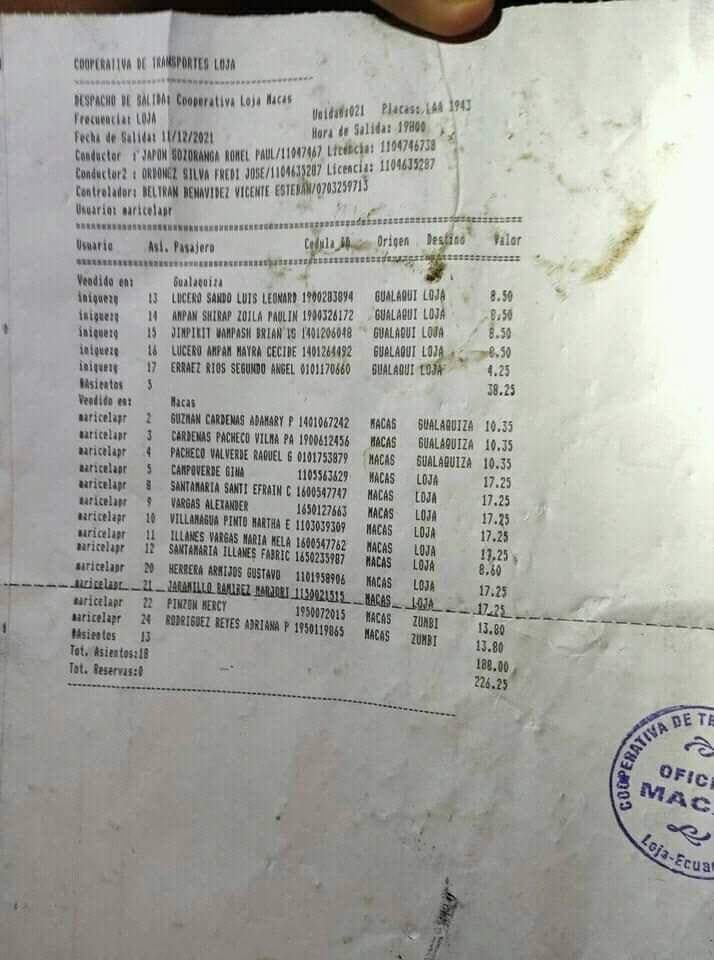 COOPERATIVA DE TRANSPORTES LOJA
DESPACHO DE SALIDA: Cooperativa Loja Macas
Frecuencia: LOJA Unidad:021 Placas: LAA 1943
Fecha de Salida: 11/12/2021 Hora de Salida: 19H00
Conductor : JAPON SOZORANGA ROMEL PAUL/11047467 Licencia: 1104746738
Conductor2 : ORDONEZ SILVA FREDI JOSE/1104635287 Licencia: 1104635287
Controlador: BELTRAN BENAVIDEZ VICENTE ESTEBAN/0703259713
Usuario: maricelapr
Usuario Asi. Pasajero Cedula Origen Destino Valor
Vendido en: Gualaquiza
iniquezg 13 LUCERO SANDO LUIS LEONARD 1900283894 GUALAQUI LOJA 8.50
iniquezg 14 AMPAN SHIRAP ZOILA PAULIN 1900326172 GUALAQUI LOJA 8.50
iniquezg 15 JIMPIKIT WAMPASH BRIAN 1401206048 GUALAQUI LOJA 8.50
iniquezg 16 LUCERO AMPAM MAYRA CECIBE 1401264492 GUALAQUI LOJA 8.50
iniquezg 17 ERRAEZ RIOS SEGUNDO ANGEL 0101170660 GUALAQUI LOJA 4.25
#Asientos 5 38.25
Vendido en: Macas
maricelapr 2 GUZMAN CARDENAS ADAMARY P 1401067242 MACAS GUALAQUIZA 10.35
maricelapr 3 CARDENAS PACHECO VILMA PA 1900612456 MACAS GUALAQUIZA 10.35
maricelapr 4 PACHECO VALVERDE RAQUEL G 0101753879 MACAS GUALAQUIZA 10.35
maricelapr 5 CAMPOVERDE GINA 1105563629 MACAS LOJA 17.25
maricelapr 8 SANTAMARIA SANTI EFRAIN C 1600547747 MACAS LOJA 17.25
maricelapr 9 VARGAS ALEXANDER 1650127663 MACAS LOJA 17.25
maricelapr 10 VILLAMAGUA PINTO MARTHA E 1103039309 MACAS LOJA 17.25
maricelapr 11 ILLANES VARGAS MARIA MELA 1600547762 MACAS LOJA 17.25
maricelapr 12 SANTAMARIA ILLANES FABRIC 1650235987 MACAS LOJA 8.60
maricelapr 20 HERRERA ARMIJOS GUSTAVO 1101958906 MACAS LOJA 17.25
maricelapr 21 JARAMILLO RAMIREZ MARJORI 1150021515 MACAS LOJA 17.25
maricelapr 22 PINZON MERCY 1950072015 MACAS ZUMBI 13.80
maricelapr 24 RODRIGUEZ REYES ADRIANA P 1950119865 MACAS ZUMBI 13.80
#Asientos 13 188.00
Tot. Asientos:18 226.25
Tot. Reservas:0
COOPERATIVA DE
OFICI
MACA
Loja-Ecua